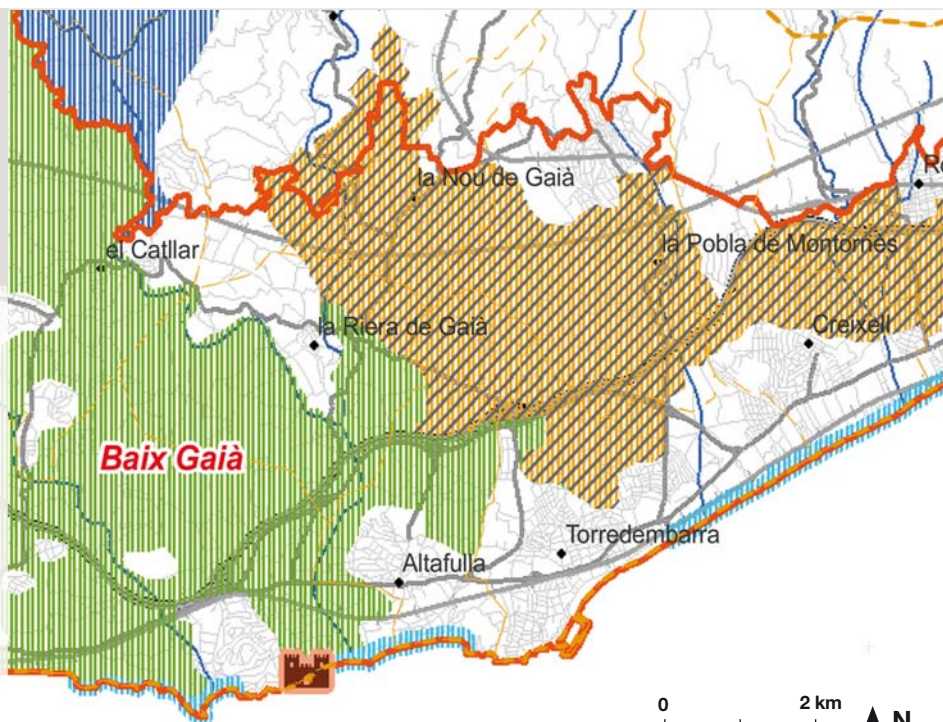 la Nou de Gaià
Ro
la Pobla de Montornès
el Catllar
la Riera de Gaià
Creixell
Baix Gaià
Torredembarra
Altafulla
0 2 km
N